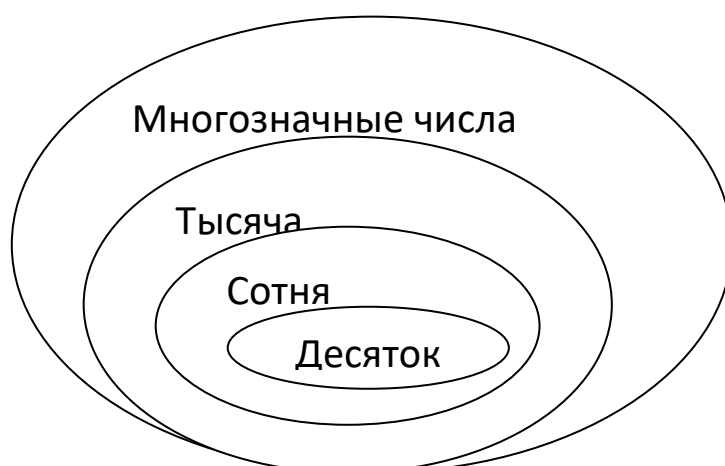 Многозначные числа
Тысяча
Сотня
Десяток